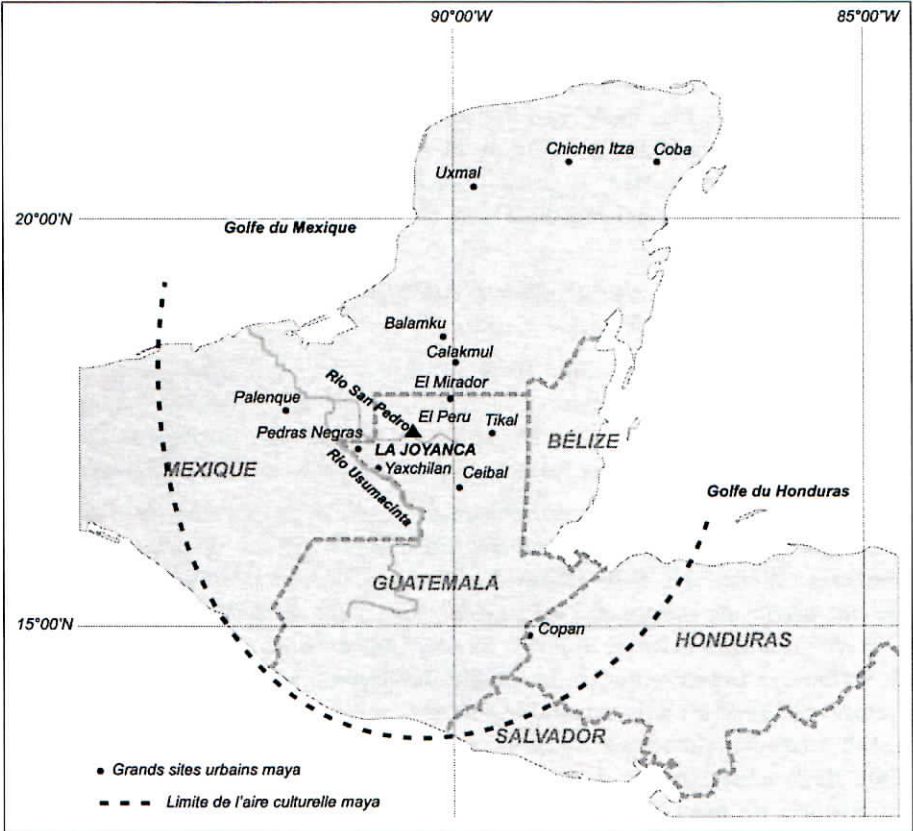 90°00'W
85°00'W
Chichen Itza
Coba
Uxmal
20°00'N
Golfe du Mexique
Balamku
Calakmul
El Mirador
Rio San Pedro
Palenque
El Peru
Tikal
Pedras Negras
BÉLIZE
LA JOYANCA
MEXIQUE
Yaxchilan
Ceibal
Rio Usumacinta
Golfe du Honduras
GUATEMALA
15°00'N
Copan
HONDURAS
SALVADOR
Grands sites urbains maya
Limite de l'aire culturelle maya